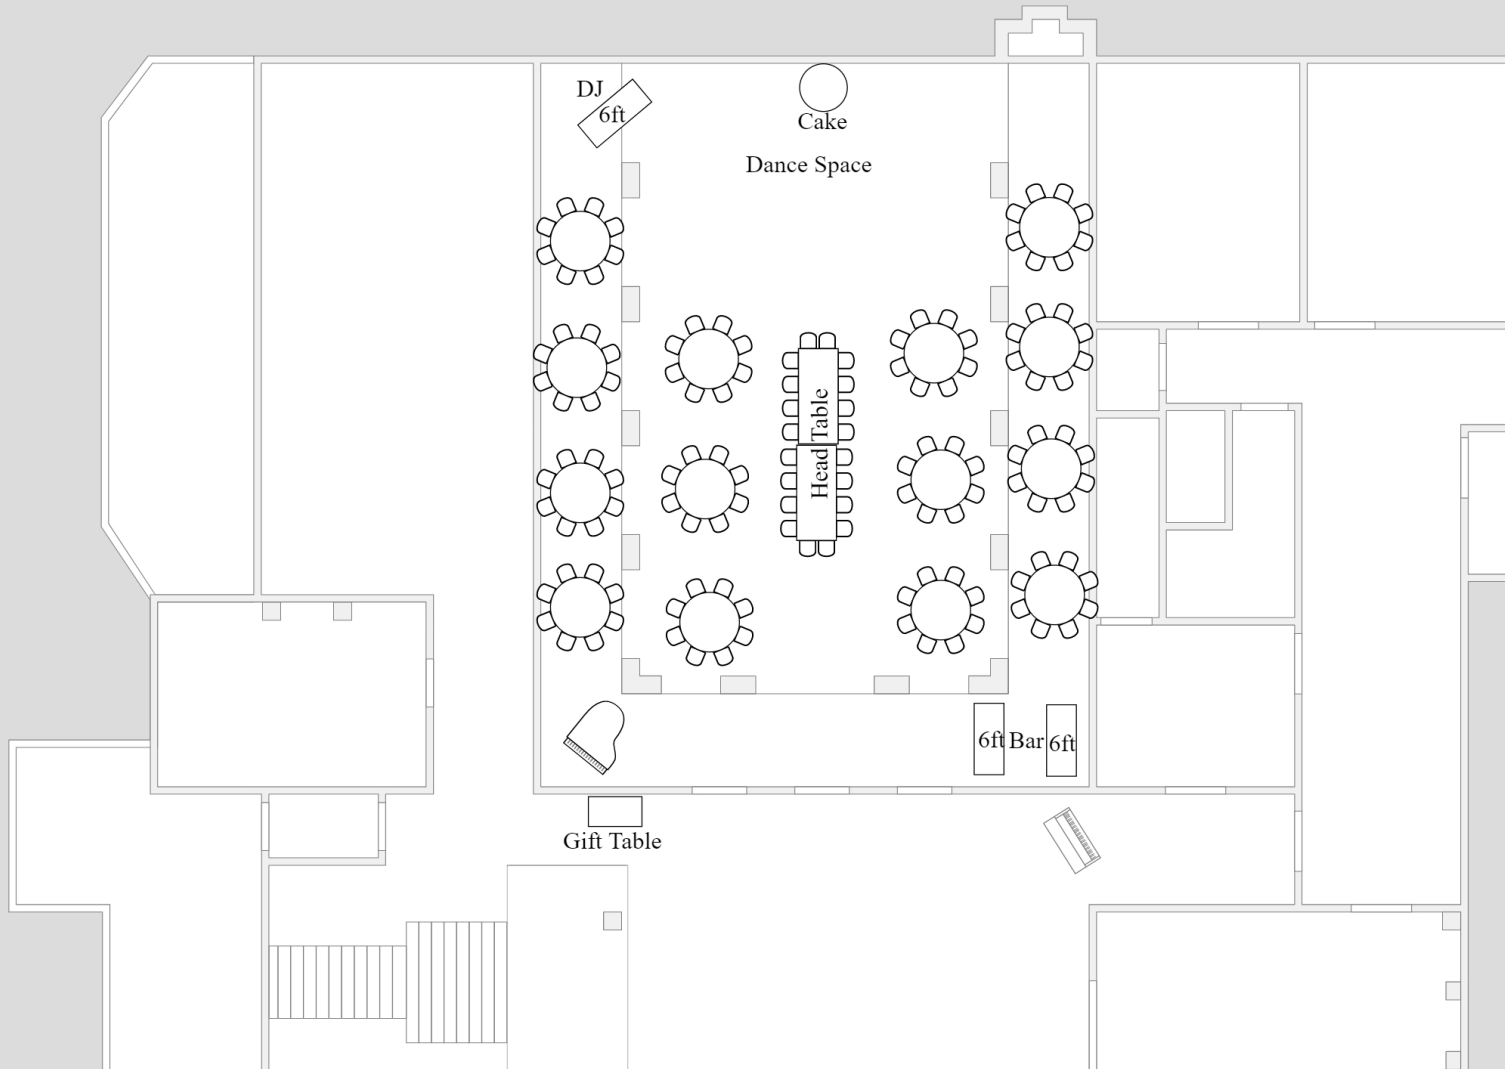 DJ
6ft
Cake
Dance Space
Head Table
6ft Bar 6ft
Gift Table